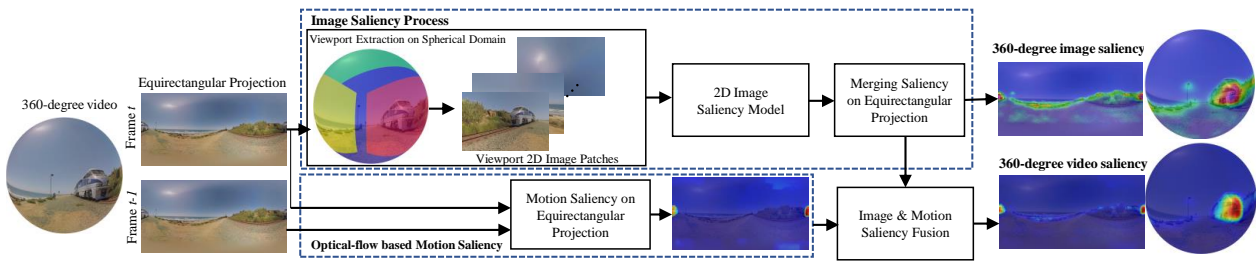 Image Saliency Process
Viewport Extraction on Spherical Domain
Equirectangular Projection
360-degree video
Frame t
Frame t-1
Viewport 2D Image Patches
2D Image
Saliency Model
Merging Saliency
on Equirectangular
Projection
360-degree image saliency
360-degree video saliency
Motion Saliency on
Equirectangular
Projection
Optical-flow based Motion Saliency
Image & Motion
Saliency Fusion